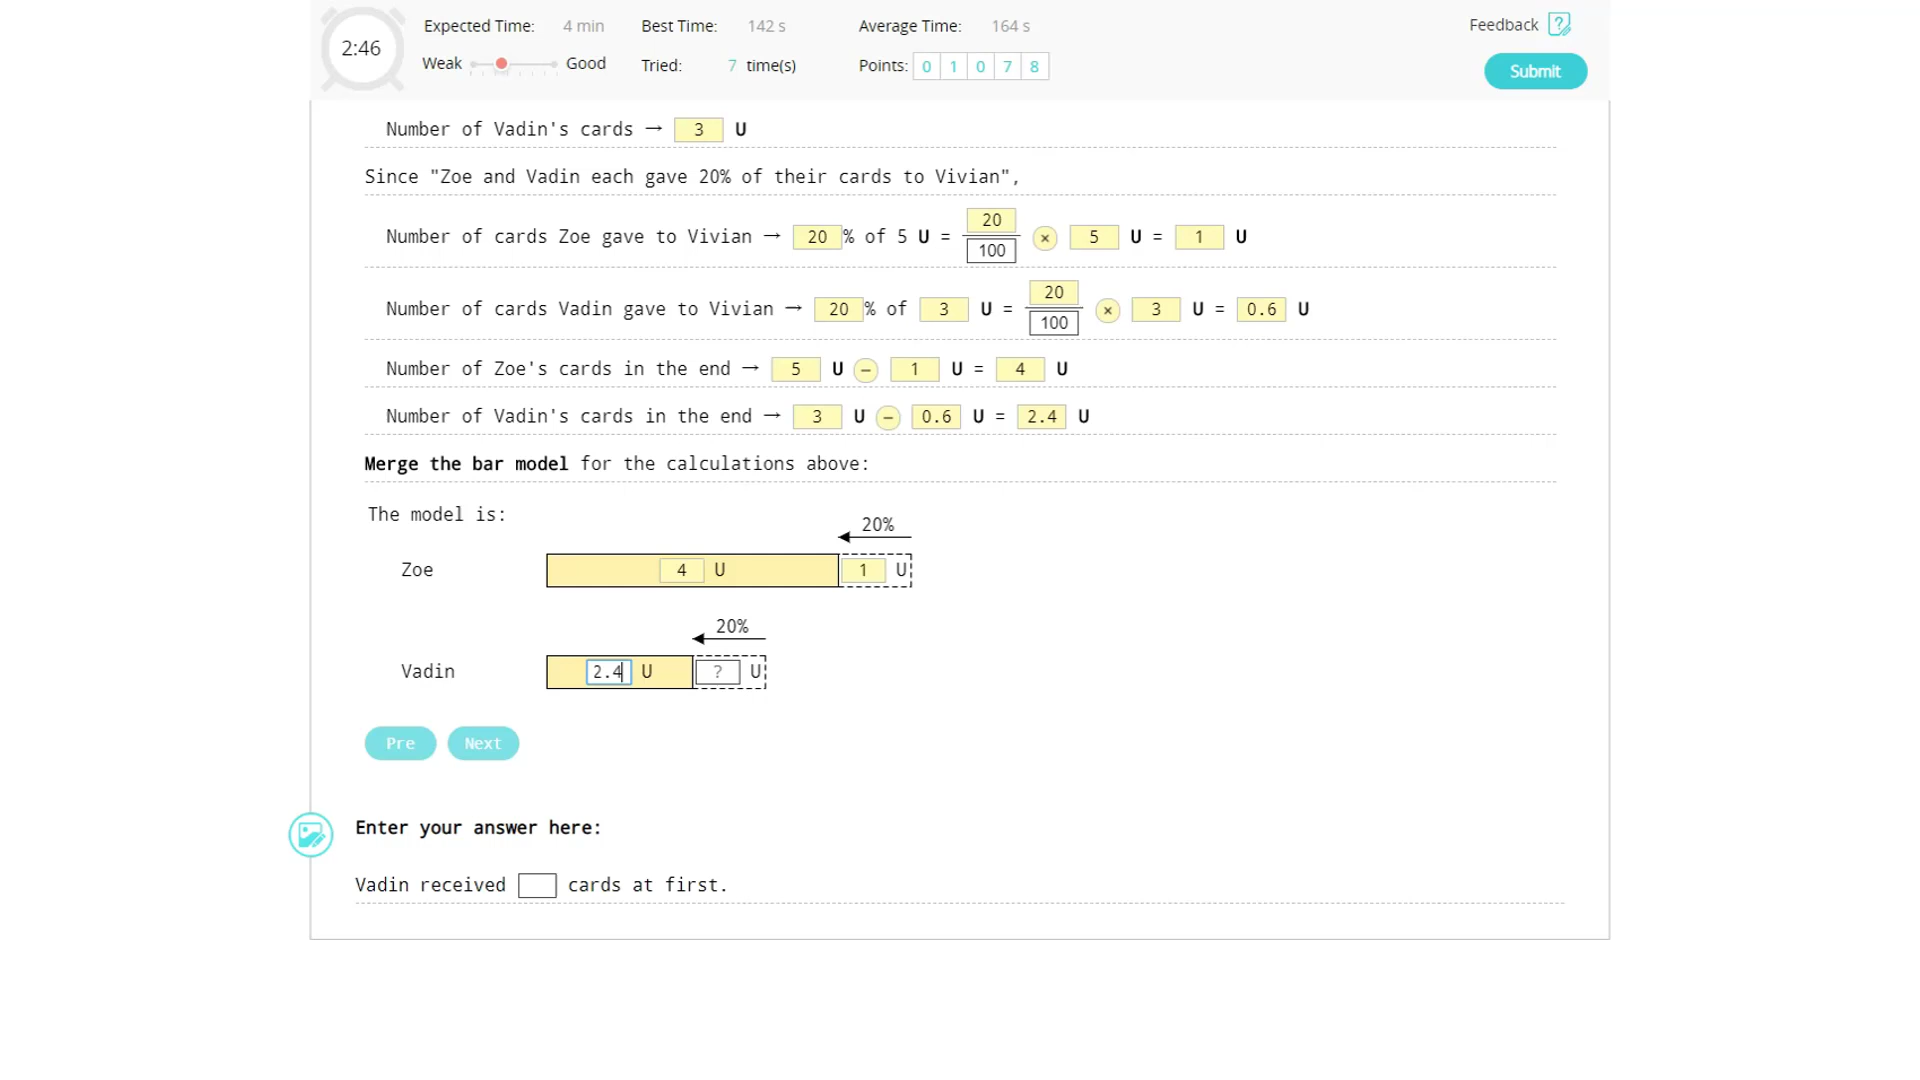 2:46
Expected Time: 4 min Best Time: 142 s Average Time: 164 s
Feedback
Weak Good Tried: 7 time(s) Points: 0 1 0 7 8
Submit
Number of Vadin's cards → 3 U
Since "Zoe and Vadin each gave 20% of their cards to Vivian",
Number of cards Zoe gave to Vivian → 20 % of 5 U = 20/100 × 5 U = 1 U
Number of cards Vadin gave to Vivian → 20 % of 3 U = 20/100 × 3 U = 0.6 U
Number of Zoe's cards in the end → 5 U − 1 U = 4 U
Number of Vadin's cards in the end → 3 U − 0.6 U = 2.4 U
Merge the bar model for the calculations above:
The model is:
20%
Zoe 4 U 1 U
20%
Vadin 2.4 U ? U
Pre Next
Enter your answer here:
Vadin received cards at first.